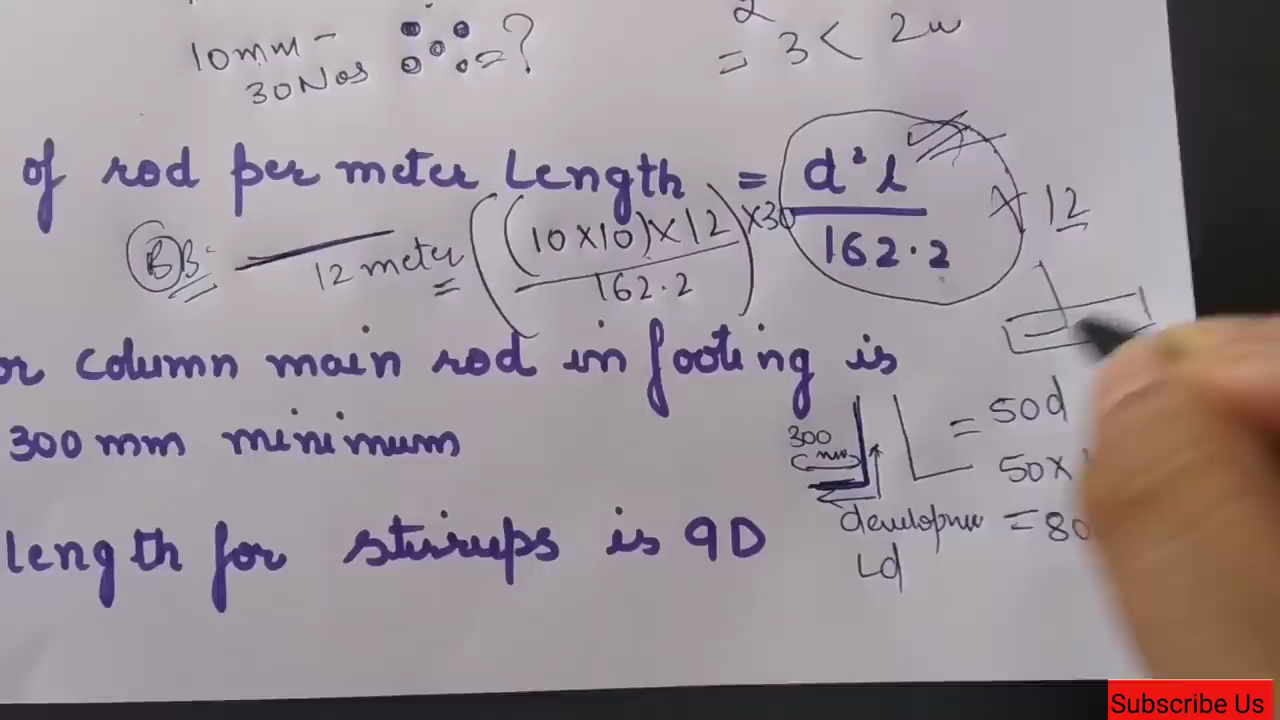 10mm - = ?
30Nos
2
= 3 < 2w
of rod per meter Length = d²l / 162.2 × 12
BB:- 12 meter = ((10×10)×12 / 162.2) ×30
or column main rod in footing is
300 mm minimum
300 mm
= 50d
50×
= 80
Ld
length for stirrups is 9D
Subscribe Us